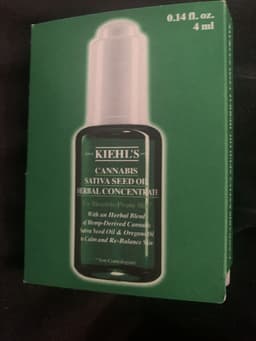 0.14 fl. oz.
4 ml
KIEHL'S
CANNABIS
SATIVA SEED OIL
HERBAL CONCENTRATE
With an Herbal Blend
of Hemp-Derived Cannabis
Sativa Seed Oil & Oregano Oil
to Calm and Re-Balance Skin